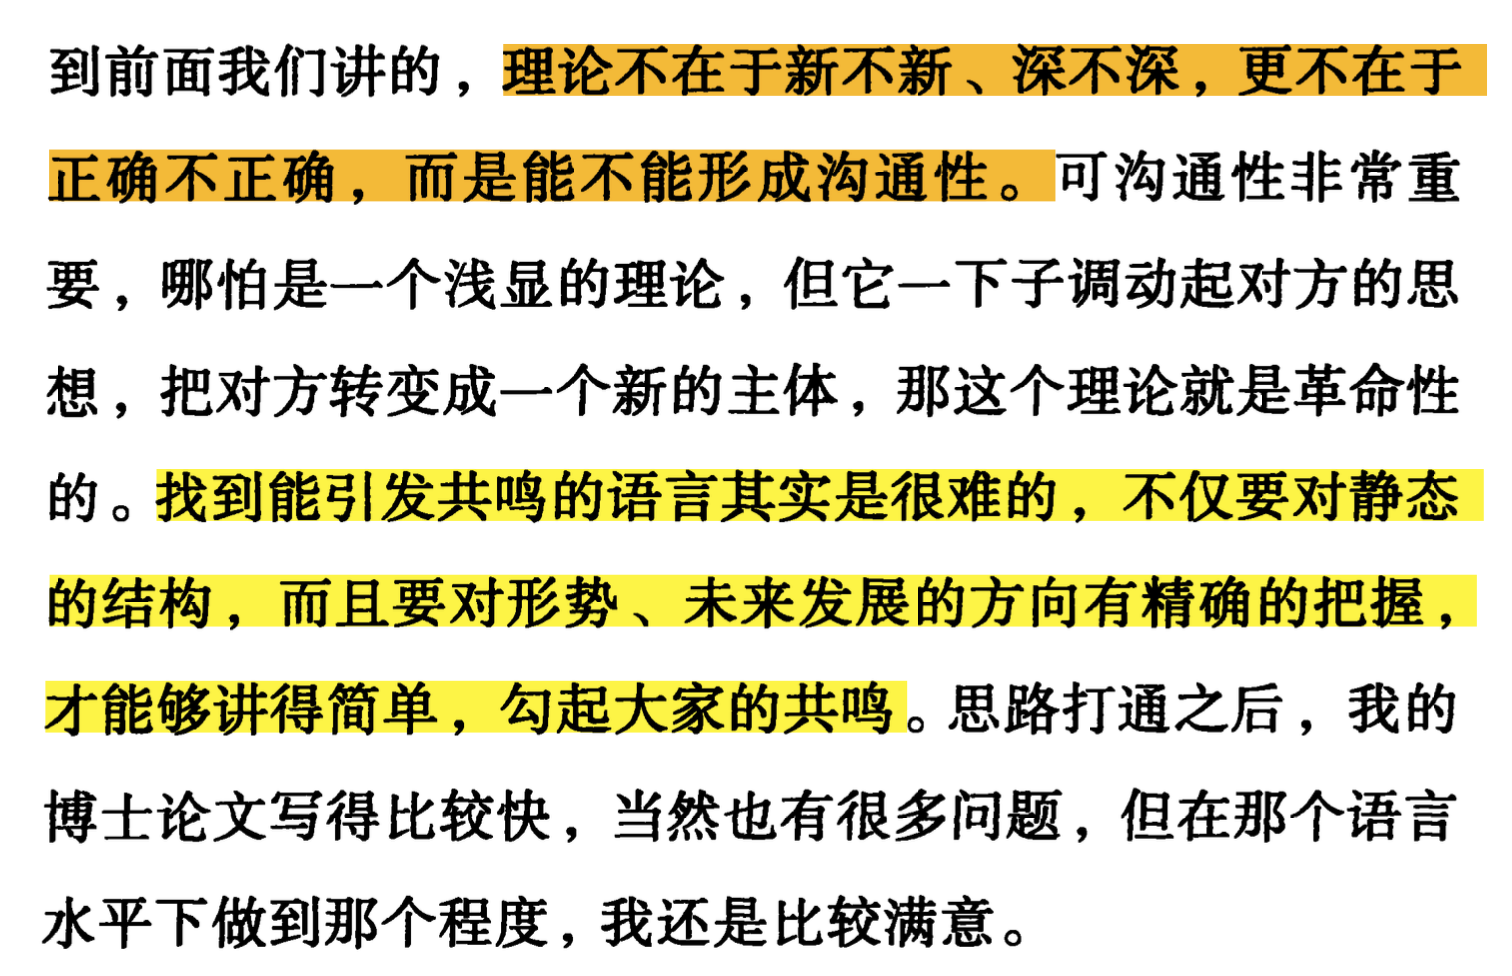 到前面我们讲的，理论不在于新不新、深不深，更不在于
正确不正确，而是能不能形成沟通性。可沟通性非常重
要，哪怕是一个浅显的理论，但它一下子调动起对方的思
想，把对方转变成一个新的主体，那这个理论就是革命性
的。找到能引发共鸣的语言其实是很难的，不仅要对静态
的结构，而且要对形势、未来发展的方向有精确的把握，
才能够讲得简单，勾起大家的共鸣。思路打通之后，我的
博士论文写得比较快，当然也有很多问题，但在那个语言
水平下做到那个程度，我还是比较满意。